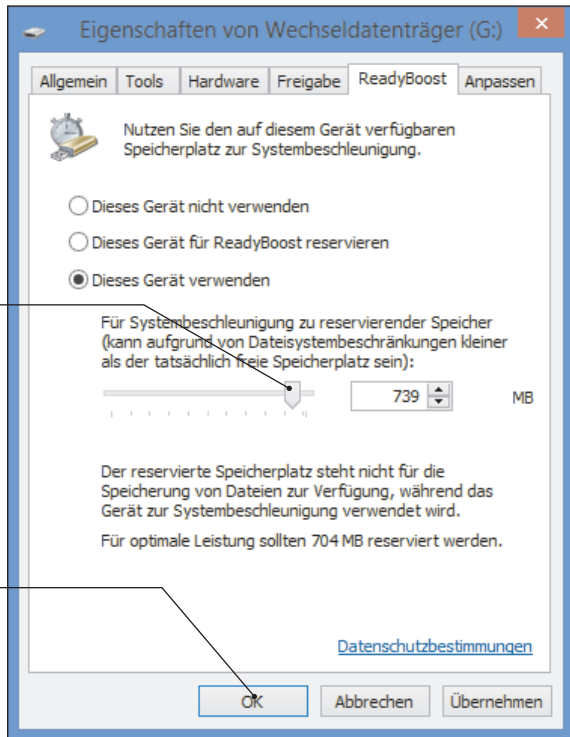 Eigenschaften von Wechseldatenträger (G:)
Allgemein Tools Hardware Freigabe ReadyBoost Anpassen
Nutzen Sie den auf diesem Gerät verfügbaren
Speicherplatz zur Systembeschleunigung.
Dieses Gerät nicht verwenden
Dieses Gerät für ReadyBoost reservieren
Dieses Gerät verwenden
Für Systembeschleunigung zu reservierender Speicher
(kann aufgrund von Dateisystembeschränkungen kleiner
als der tatsächlich freie Speicherplatz sein):
739 MB
Der reservierte Speicherplatz steht nicht für die
Speicherung von Dateien zur Verfügung, während das
Gerät zur Systembeschleunigung verwendet wird.
Für optimale Leistung sollten 704 MB reserviert werden.
Datenschutzbestimmungen
OK Abbrechen Übernehmen